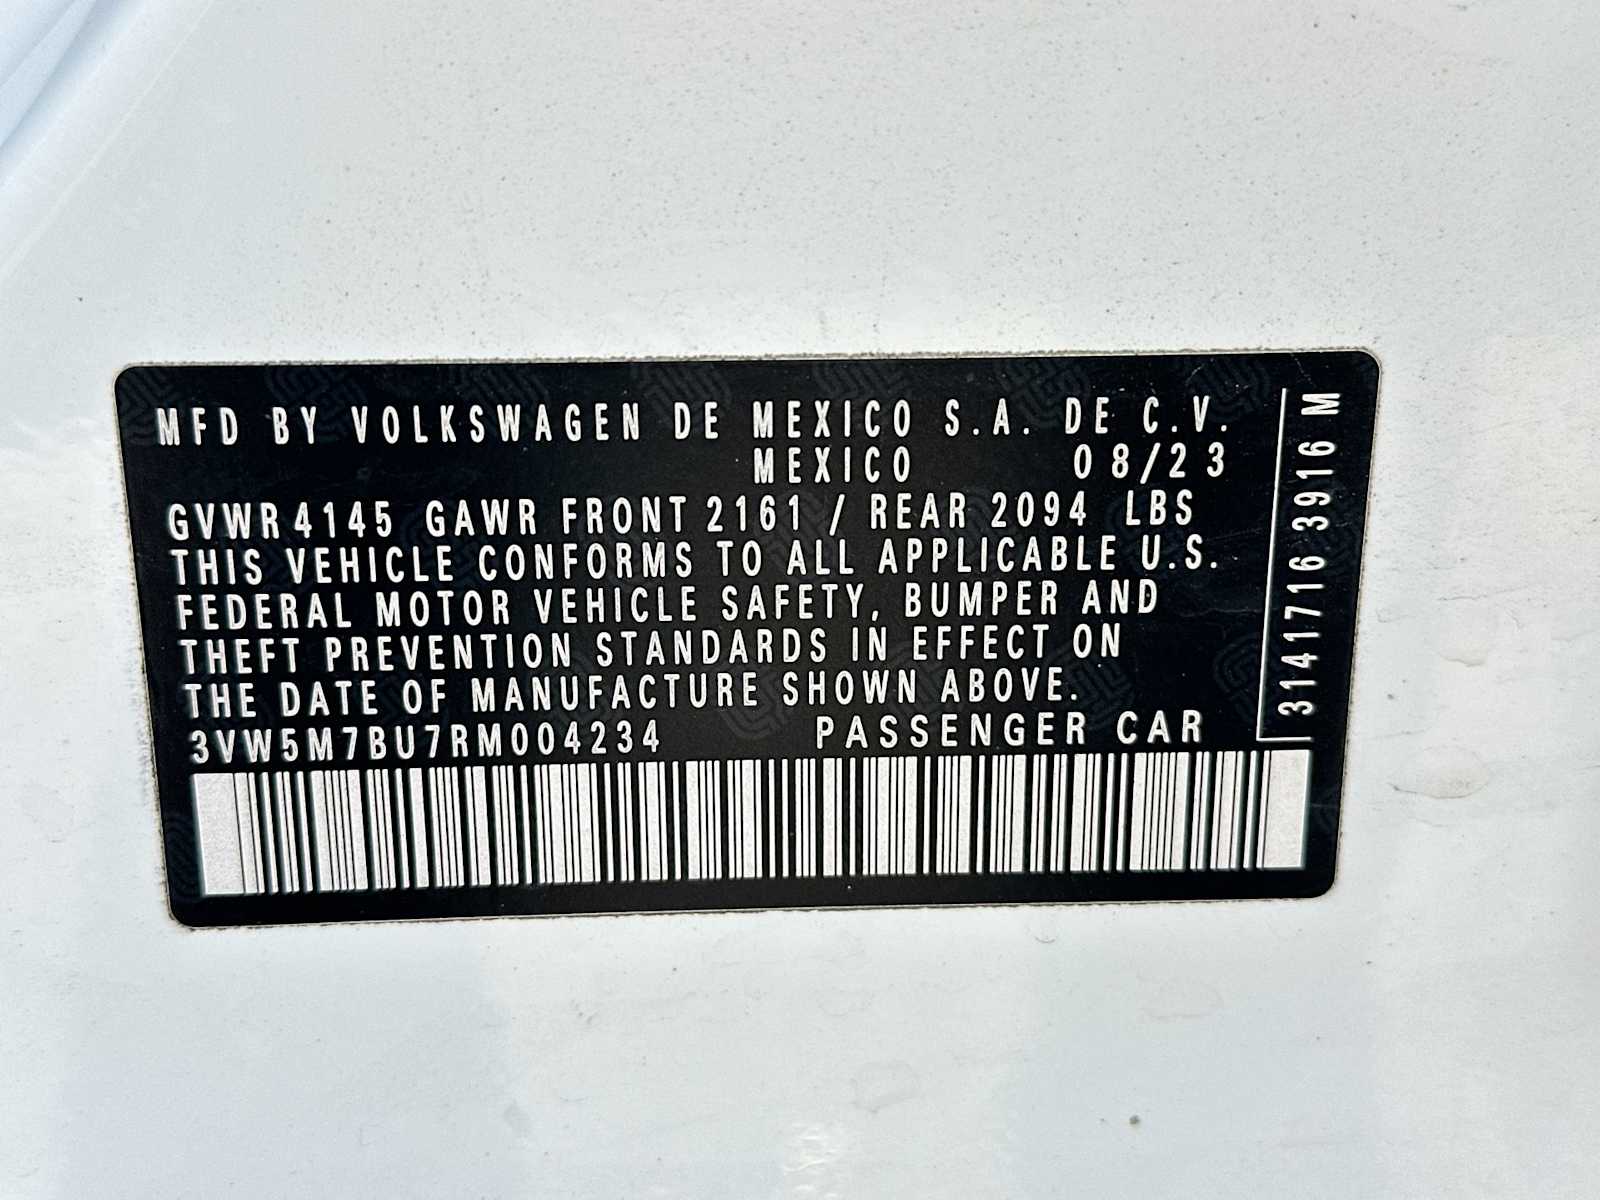 MFD BY VOLKSWAGEN DE MEXICO S.A. DE C.V.
MEXICO 08/23
GVWR 4145 GAWR FRONT 2161 / REAR 2094 LBS
THIS VEHICLE CONFORMS TO ALL APPLICABLE U.S.
FEDERAL MOTOR VEHICLE SAFETY, BUMPER AND
THEFT PREVENTION STANDARDS IN EFFECT ON
THE DATE OF MANUFACTURE SHOWN ABOVE.
3VW5M7BU7RM004234 PASSENGER CAR
3141716 3916 M